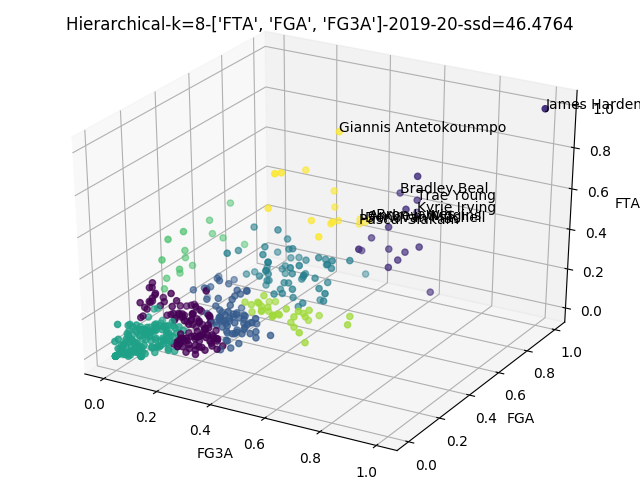 Hierarchical-k=8-['FTA', 'FGA', 'FG3A']-2019-20-ssd=46.4764
James Harden
Giannis Antetokounmpo
Bradley Beal
Trae Young
Kyrie Irving
Pascal Siakam
FTA
1.0
0.8
0.6
0.4
0.2
0.0
FGA
1.0
0.8
0.6
0.4
0.2
0.0
FG3A
0.0
0.2
0.4
0.6
0.8
1.0